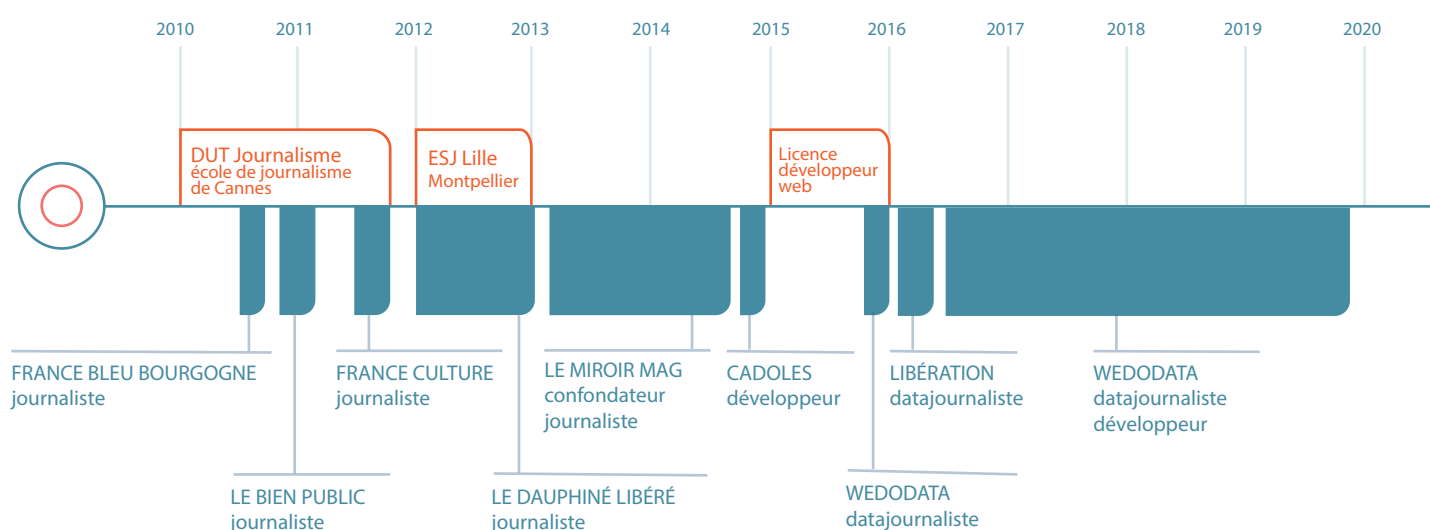 2010 2011 2012 2013 2014 2015 2016 2017 2018 2019 2020
DUT Journalisme
école de journalisme
de Cannes
ESJ Lille
Montpellier
Licence
développeur
web
FRANCE BLEU BOURGOGNE
journaliste
FRANCE CULTURE
journaliste
LE MIROIR MAG
confondateur
journaliste
CADOLES
développeur
LIBÉRATION
datajournaliste
WEDODATA
datajournaliste
développeur
LE BIEN PUBLIC
journaliste
LE DAUPHINÉ LIBÉRÉ
journaliste
WEDODATA
datajournaliste